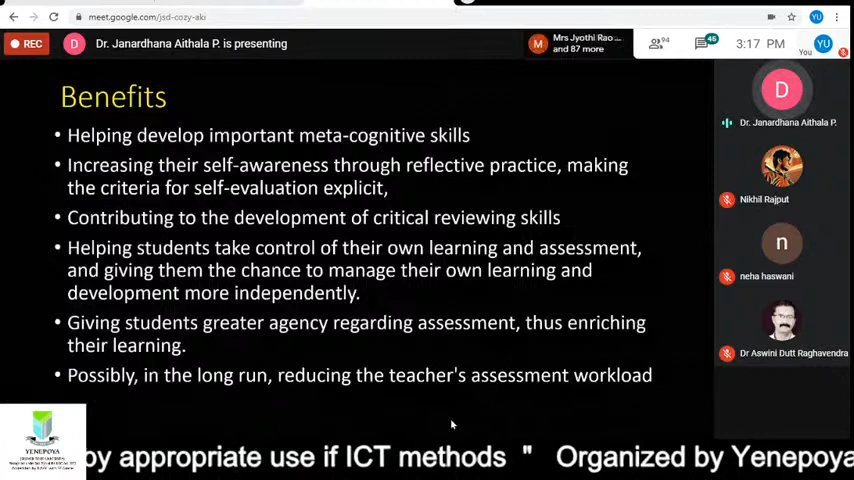 meet.google.com/jsd-cozy-aki
YU
REC
D
Dr. Janardhana Aithala P. is presenting
M
Mrs Jyothi Rao ...
and 87 more
94
45
3:17 PM
YU
You
Benefits
• Helping develop important meta-cognitive skills
• Increasing their self-awareness through reflective practice, making
the criteria for self-evaluation explicit,
• Contributing to the development of critical reviewing skills
• Helping students take control of their own learning and assessment,
and giving them the chance to manage their own learning and
development more independently.
• Giving students greater agency regarding assessment, thus enriching
their learning.
• Possibly, in the long run, reducing the teacher's assessment workload
D
Dr. Janardhana Aithala P.
Nikhil Rajput
n
neha haswani
Dr Aswini Dutt Raghavendra
YENEPOYA
by appropriate use if ICT methods " Organized by Yenepoya